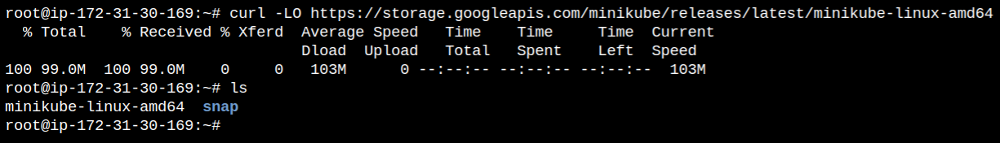 root@ip-172-31-30-169:~# curl -LO https://storage.googleapis.com/minikube/releases/latest/minikube-linux-amd64
  % Total    % Received % Xferd  Average Speed   Time    Time     Time  Current
                                 Dload  Upload   Total   Spent    Left  Speed
100 99.0M  100 99.0M    0     0   103M      0 --:--:-- --:--:-- --:--:--  103M
root@ip-172-31-30-169:~# ls
minikube-linux-amd64  snap
root@ip-172-31-30-169:~#